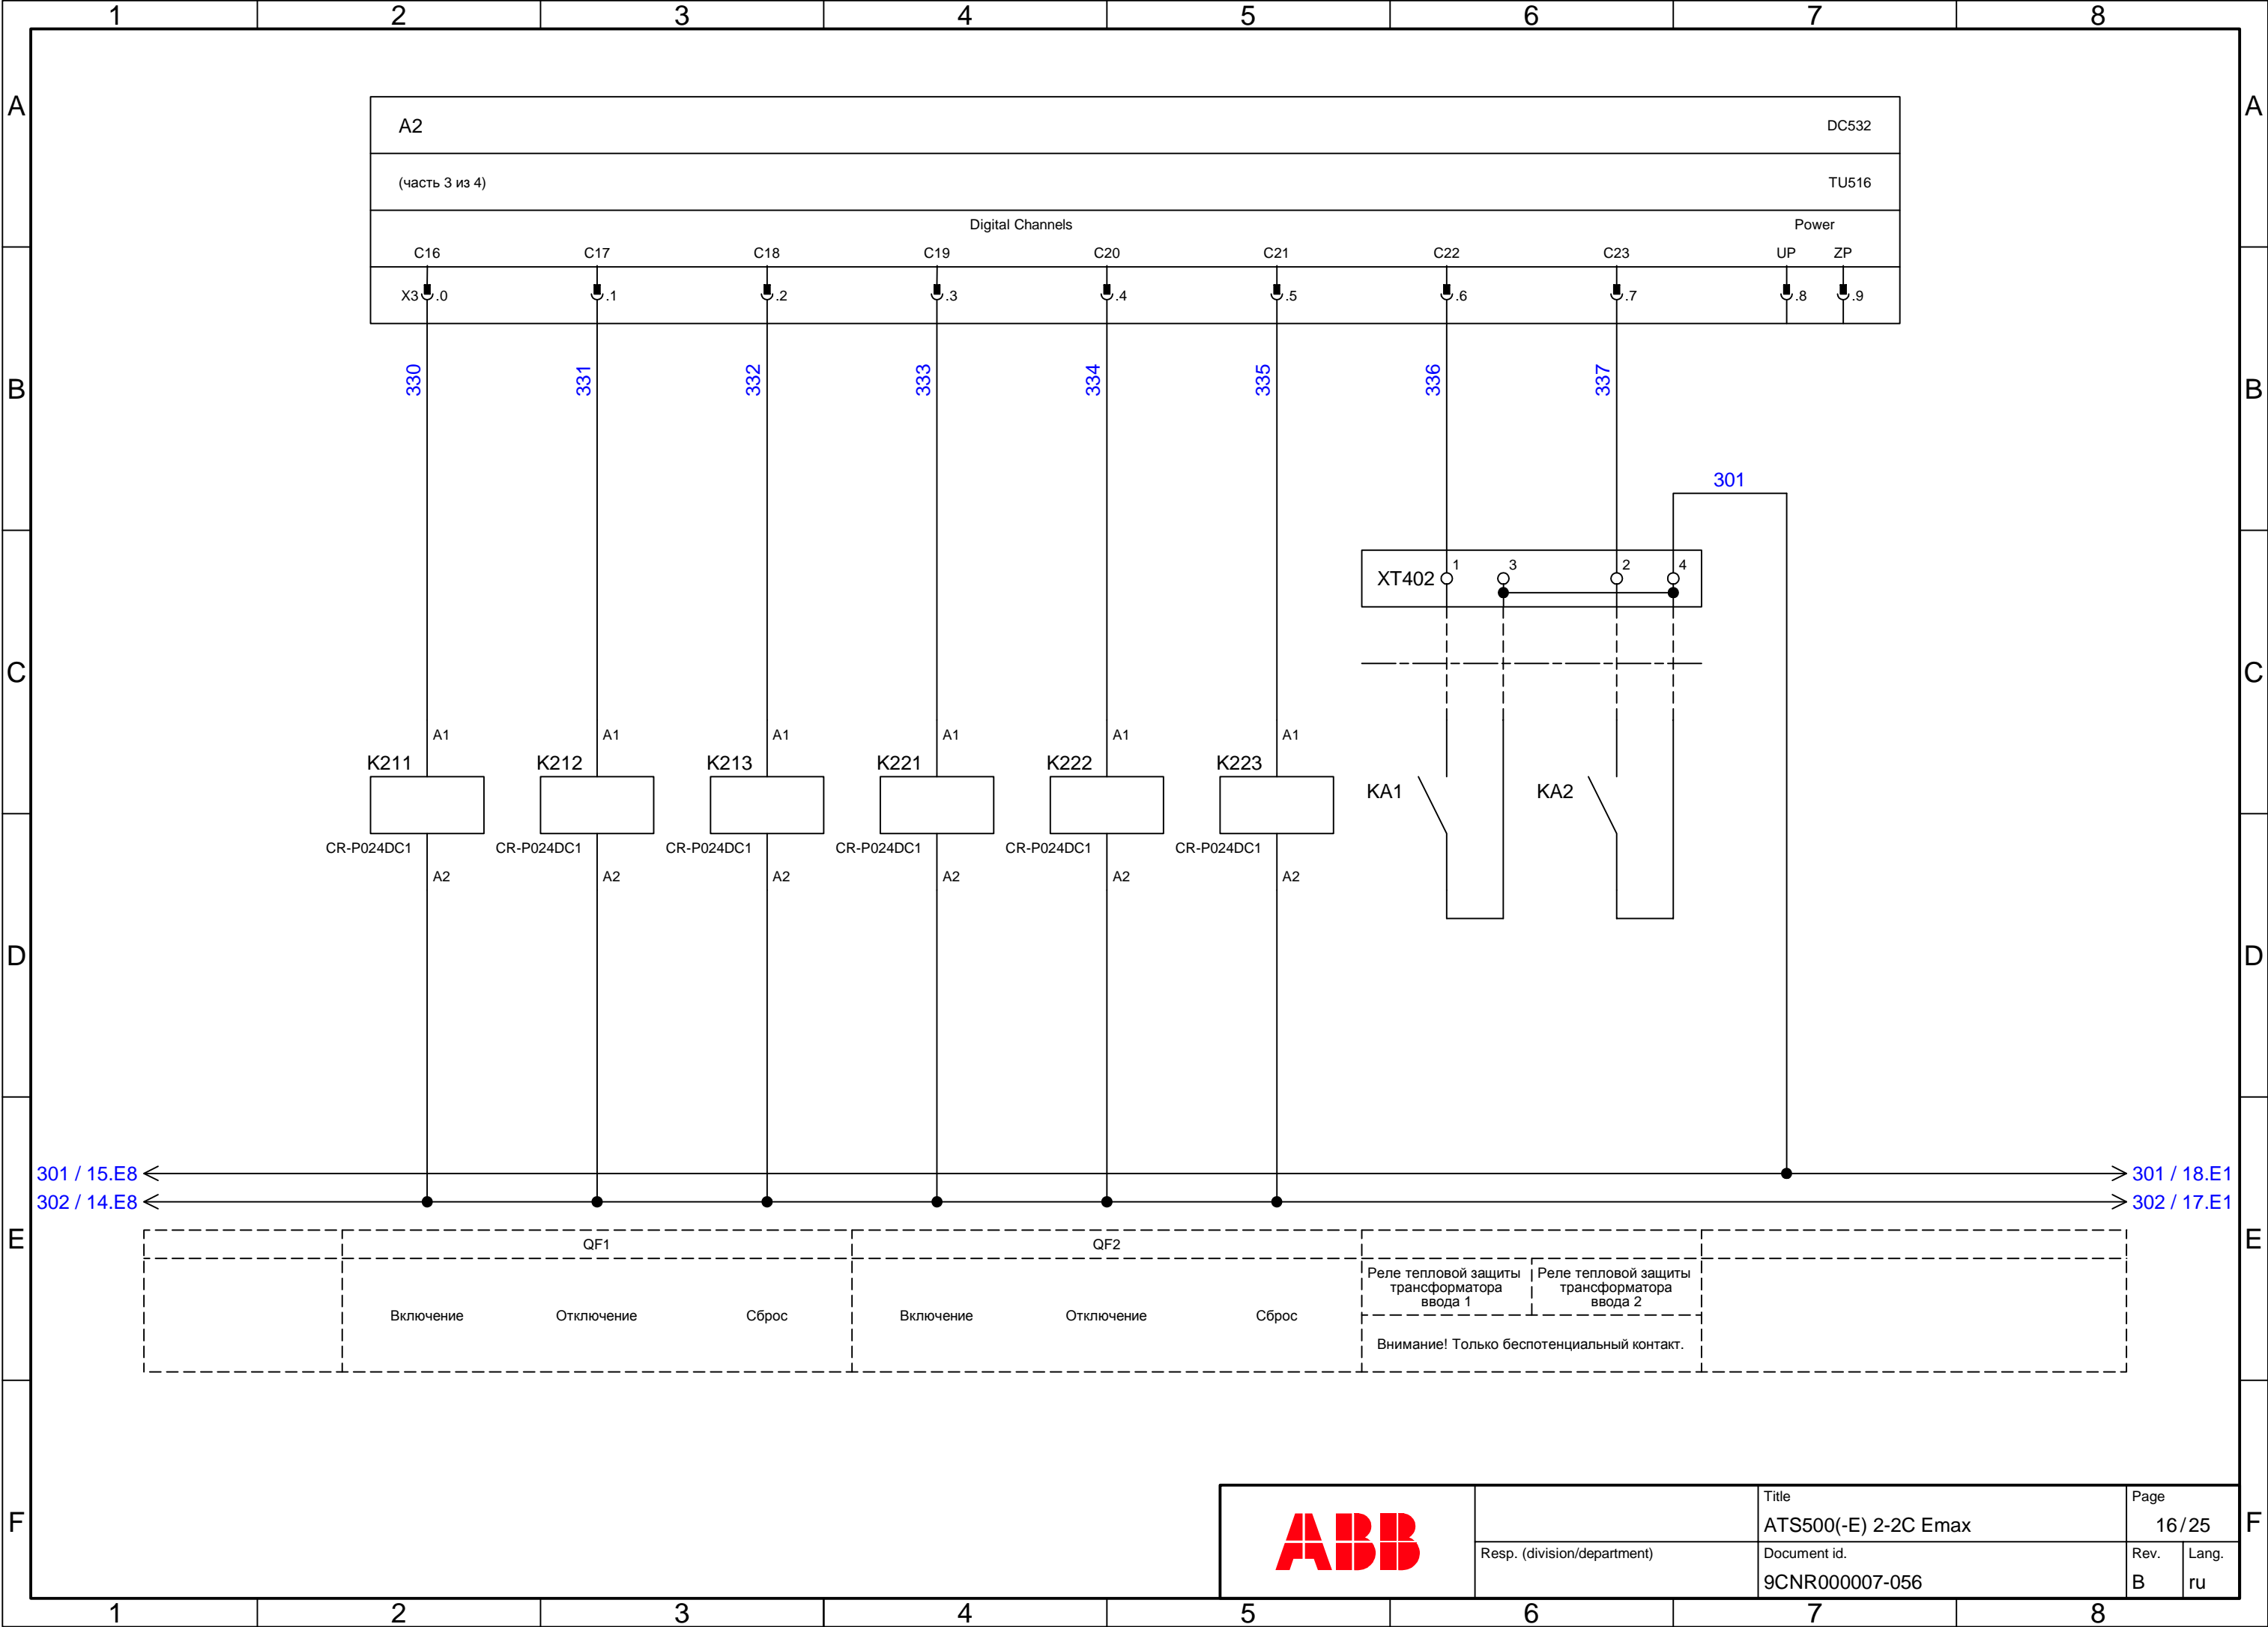 1 2 3 4 5 6 7 8
A A
A2 DC532
(часть 3 из 4) TU516
Digital Channels Power
C16 C17 C18 C19 C20 C21 C22 C23 UP ZP
X3 .0 .1 .2 .3 .4 .5 .6 .7 .8 .9
330 331 332 333 334 335 336 337
B B
301
XT402 1 3 2 4
C C
A1 A1 A1 A1 A1 A1
K211 K212 K213 K221 K222 K223
KA1 KA2
CR-P024DC1 CR-P024DC1 CR-P024DC1 CR-P024DC1 CR-P024DC1 CR-P024DC1
A2 A2 A2 A2 A2 A2
D D
301 / 15.E8 301 / 18.E1
302 / 14.E8 302 / 17.E1
E E
QF1 QF2
Включение Отключение Сброс Включение Отключение Сброс
Реле тепловой защиты
трансформатора
ввода 1
Реле тепловой защиты
трансформатора
ввода 2
Внимание! Только беспотенциальный контакт.
F F
ABB
Title
ATS500(-E) 2-2C Emax
Page
16/25
Resp. (division/department)
Document id.
9CNR000007-056
Rev.
B
Lang.
ru
1 2 3 4 5 6 7 8